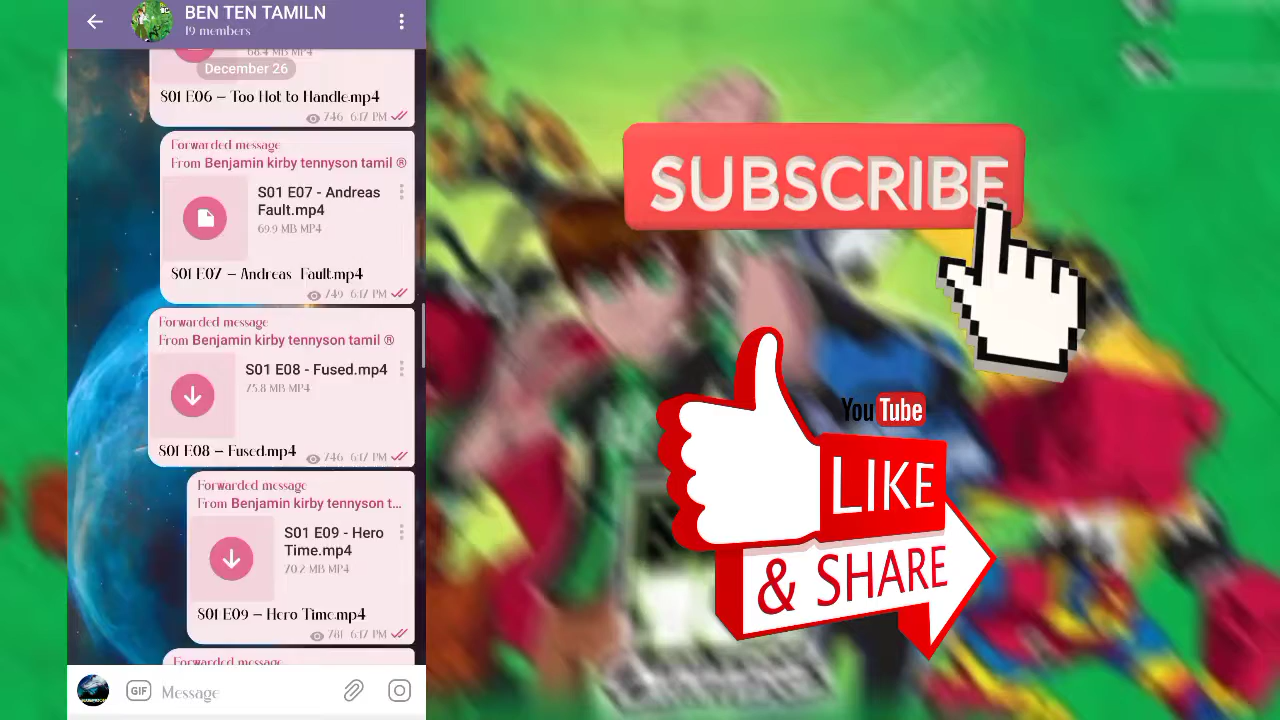 BEN TEN TAMILN
19 members
68.4 MB MP4
December 26
S01 E06 – Too Hot to Handle.mp4
746 6:17 PM
Forwarded message
From Benjamin kirby tennyson tamil ®
S01 E07 - Andreas
Fault.mp4
69.9 MB MP4
S01 E07 – Andreas Fault.mp4
749 6:17 PM
Forwarded message
From Benjamin kirby tennyson tamil ®
S01 E08 - Fused.mp4
75.8 MB MP4
S01 E08 – Fused.mp4
746 6:17 PM
Forwarded message
From Benjamin kirby tennyson t...
S01 E09 - Hero
Time.mp4
70.2 MB MP4
S01 E09 – Hero Time.mp4
781 6:17 PM
Forwarded message
GIF Message
SUBSCRIBE
YouTube
LIKE
& SHARE